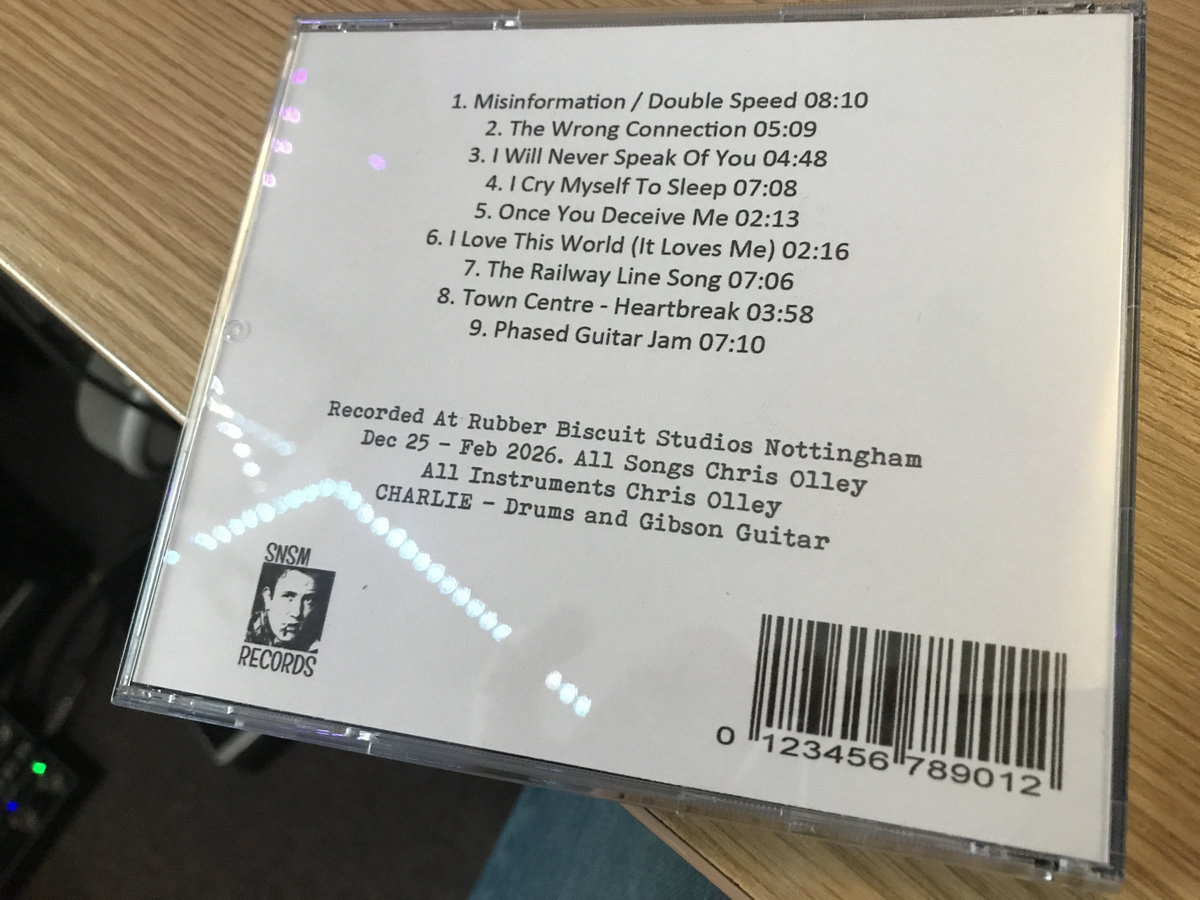 1. Misinformation / Double Speed 08:10
2. The Wrong Connection 05:09
3. I Will Never Speak Of You 04:48
4. I Cry Myself To Sleep 07:08
5. Once You Deceive Me 02:13
6. I Love This World (It Loves Me) 02:16
7. The Railway Line Song 07:06
8. Town Centre - Heartbreak 03:58
9. Phased Guitar Jam 07:10
Recorded At Rubber Biscuit Studios Nottingham
Dec 25 - Feb 2026. All Songs Chris Olley
All Instruments Chris Olley
CHARLIE - Drums and Gibson Guitar
SNSM
RECORDS
0 123456 789012